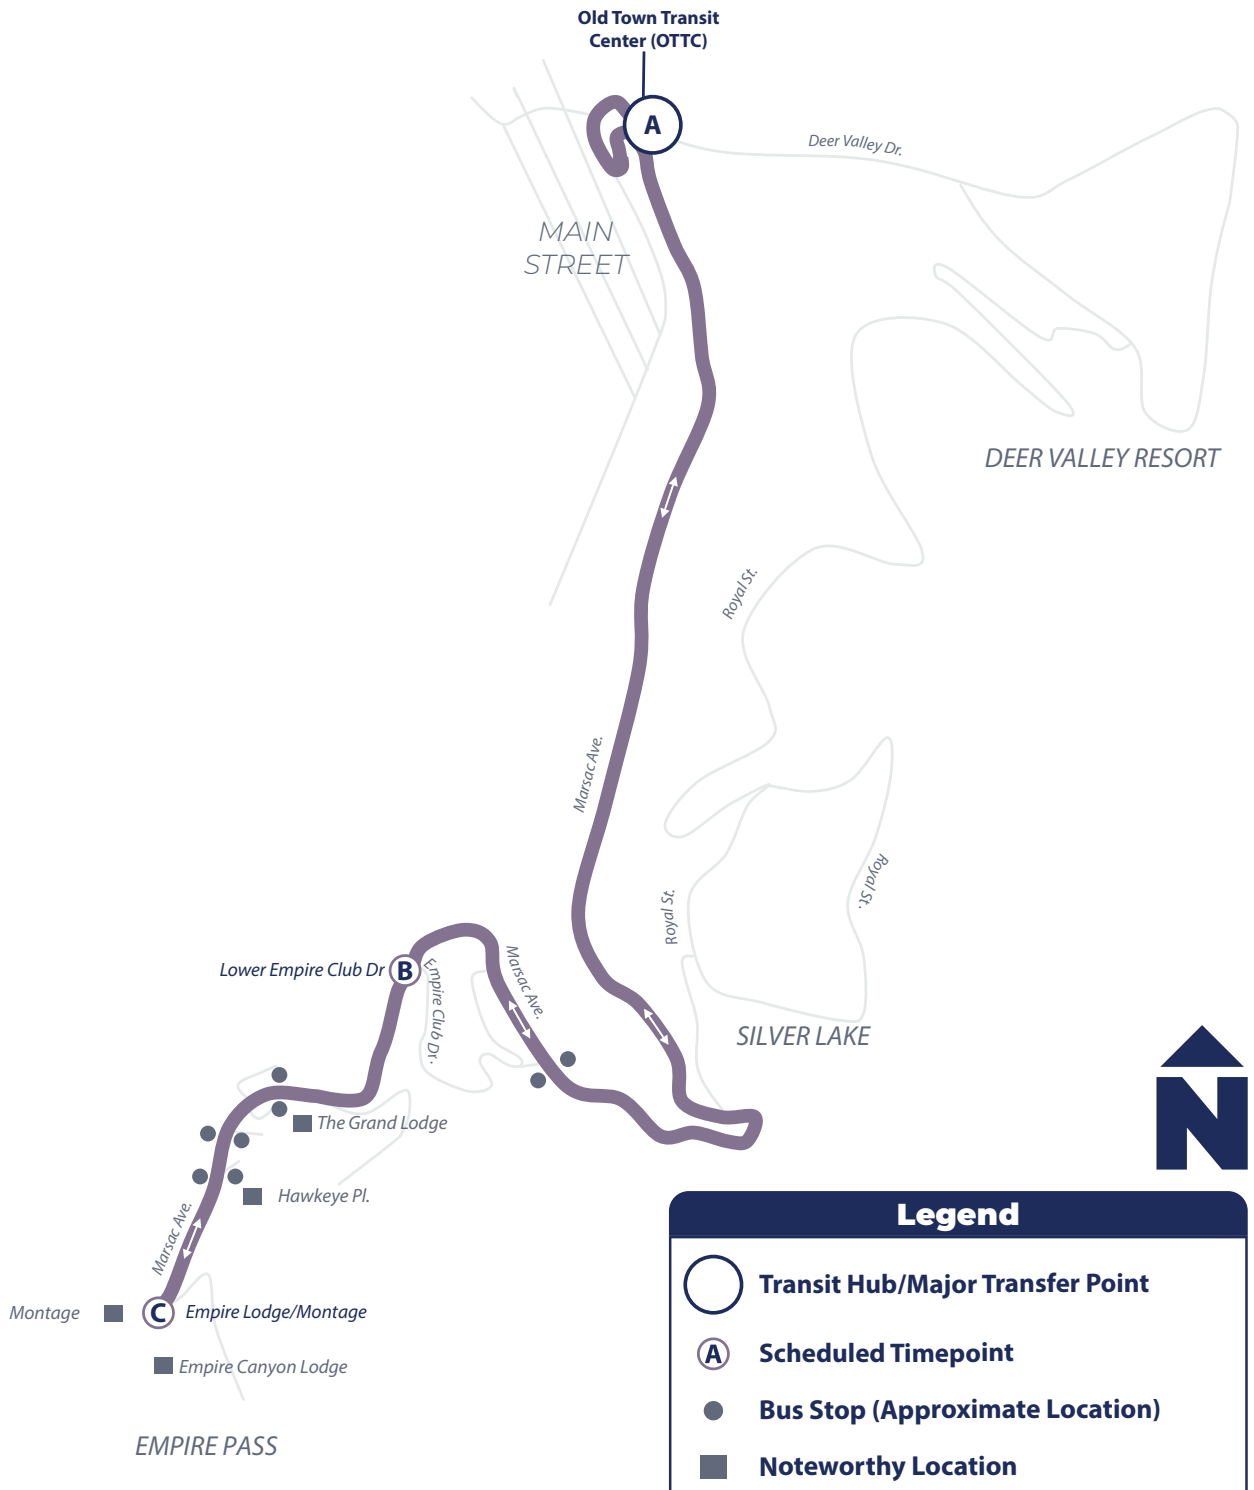 Old Town Transit
Center (OTTC)
A
Deer Valley Dr.
MAIN
STREET
DEER VALLEY RESORT
Royal St.
Marsac Ave.
Royal St.
Royal St.
Marsac Ave.
Lower Empire Club Dr
B
Empire Club Dr.
SILVER LAKE
The Grand Lodge
Hawkeye Pl.
Marsac Ave.
Montage
C
Empire Lodge/Montage
Empire Canyon Lodge
EMPIRE PASS
N
Legend
Transit Hub/Major Transfer Point
A
Scheduled Timepoint
Bus Stop (Approximate Location)
Noteworthy Location